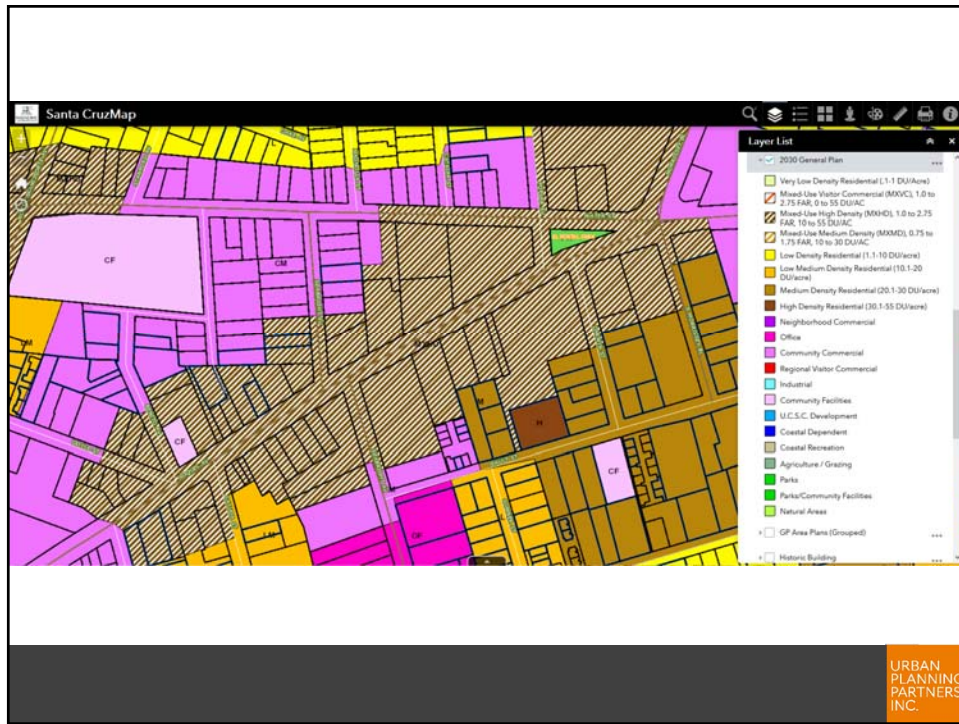 Santa CruzMap
Layer List
2030 General Plan
Very Low Density Residential (.1-1 DU/Acre)
Mixed-Use Visitor Commercial (MXVC), 1.0 to
2.75 FAR, 0 to 55 DU/AC
Mixed-Use High Density (MXHD), 1.0 to 2.75
FAR, 10 to 55 DU/AC
Mixed-Use Medium Density (MXMD), 0.75 to
1.75 FAR, 10 to 30 DU/AC
Low Density Residential (1.1-10 DU/acre)
Low Medium Density Residential (10.1-20
DU/acre)
Medium Density Residential (20.1-30 DU/acre)
High Density Residential (30.1-55 DU/acre)
Neighborhood Commercial
Office
Community Commercial
Regional Visitor Commercial
Industrial
Community Facilities
U.C.S.C. Development
Coastal Dependent
Coastal Recreation
Agriculture / Grazing
Parks
Parks/Community Facilities
Natural Areas
GP Area Plans (Grouped)
Historic Building
L
CF
CM
LM
M
H
CF
CF
L
LM
OF
URBAN
PLANNING
PARTNERS
INC.